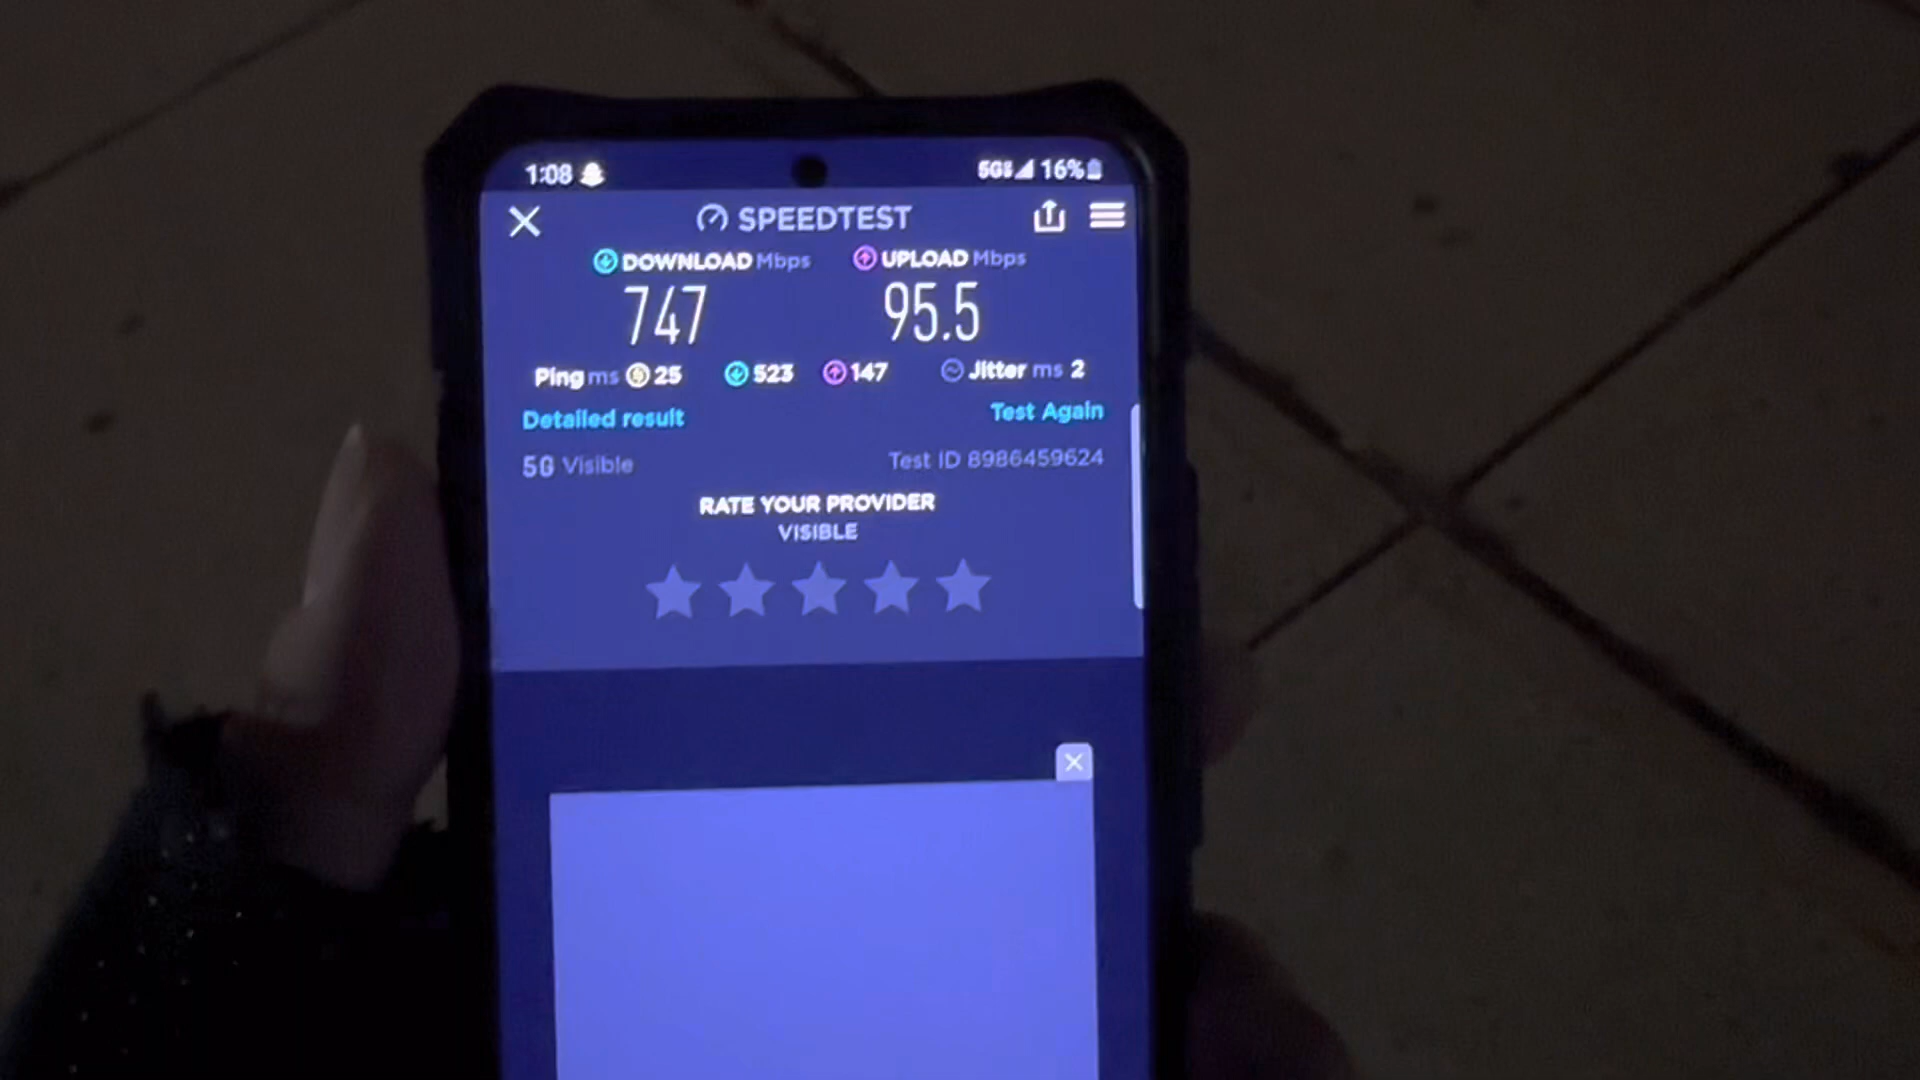 1:08 5G 16%
SPEEDTEST
DOWNLOAD Mbps UPLOAD Mbps
747 95.5
Ping ms 25 523 147 Jitter ms 2
Detailed result Test Again
5G Visible Test ID 8986459624
RATE YOUR PROVIDER
VISIBLE